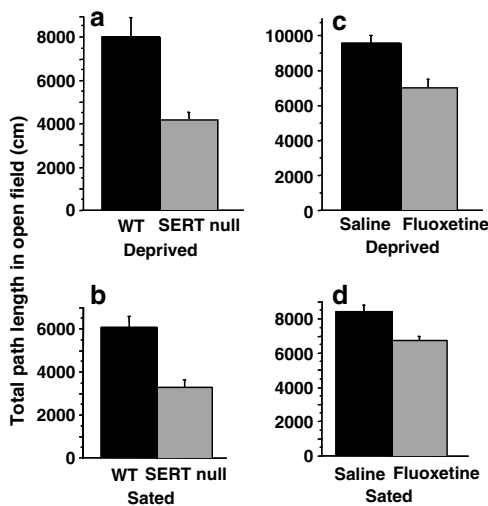 Total path length in open field (cm)
a
8000
6000
4000
2000
0
WT SERT null
Deprived
c
10000
8000
6000
4000
2000
0
Saline Fluoxetine
Deprived
b
6000
4000
2000
0
WT SERT null
Sated
d
8000
6000
4000
2000
0
Saline Fluoxetine
Sated